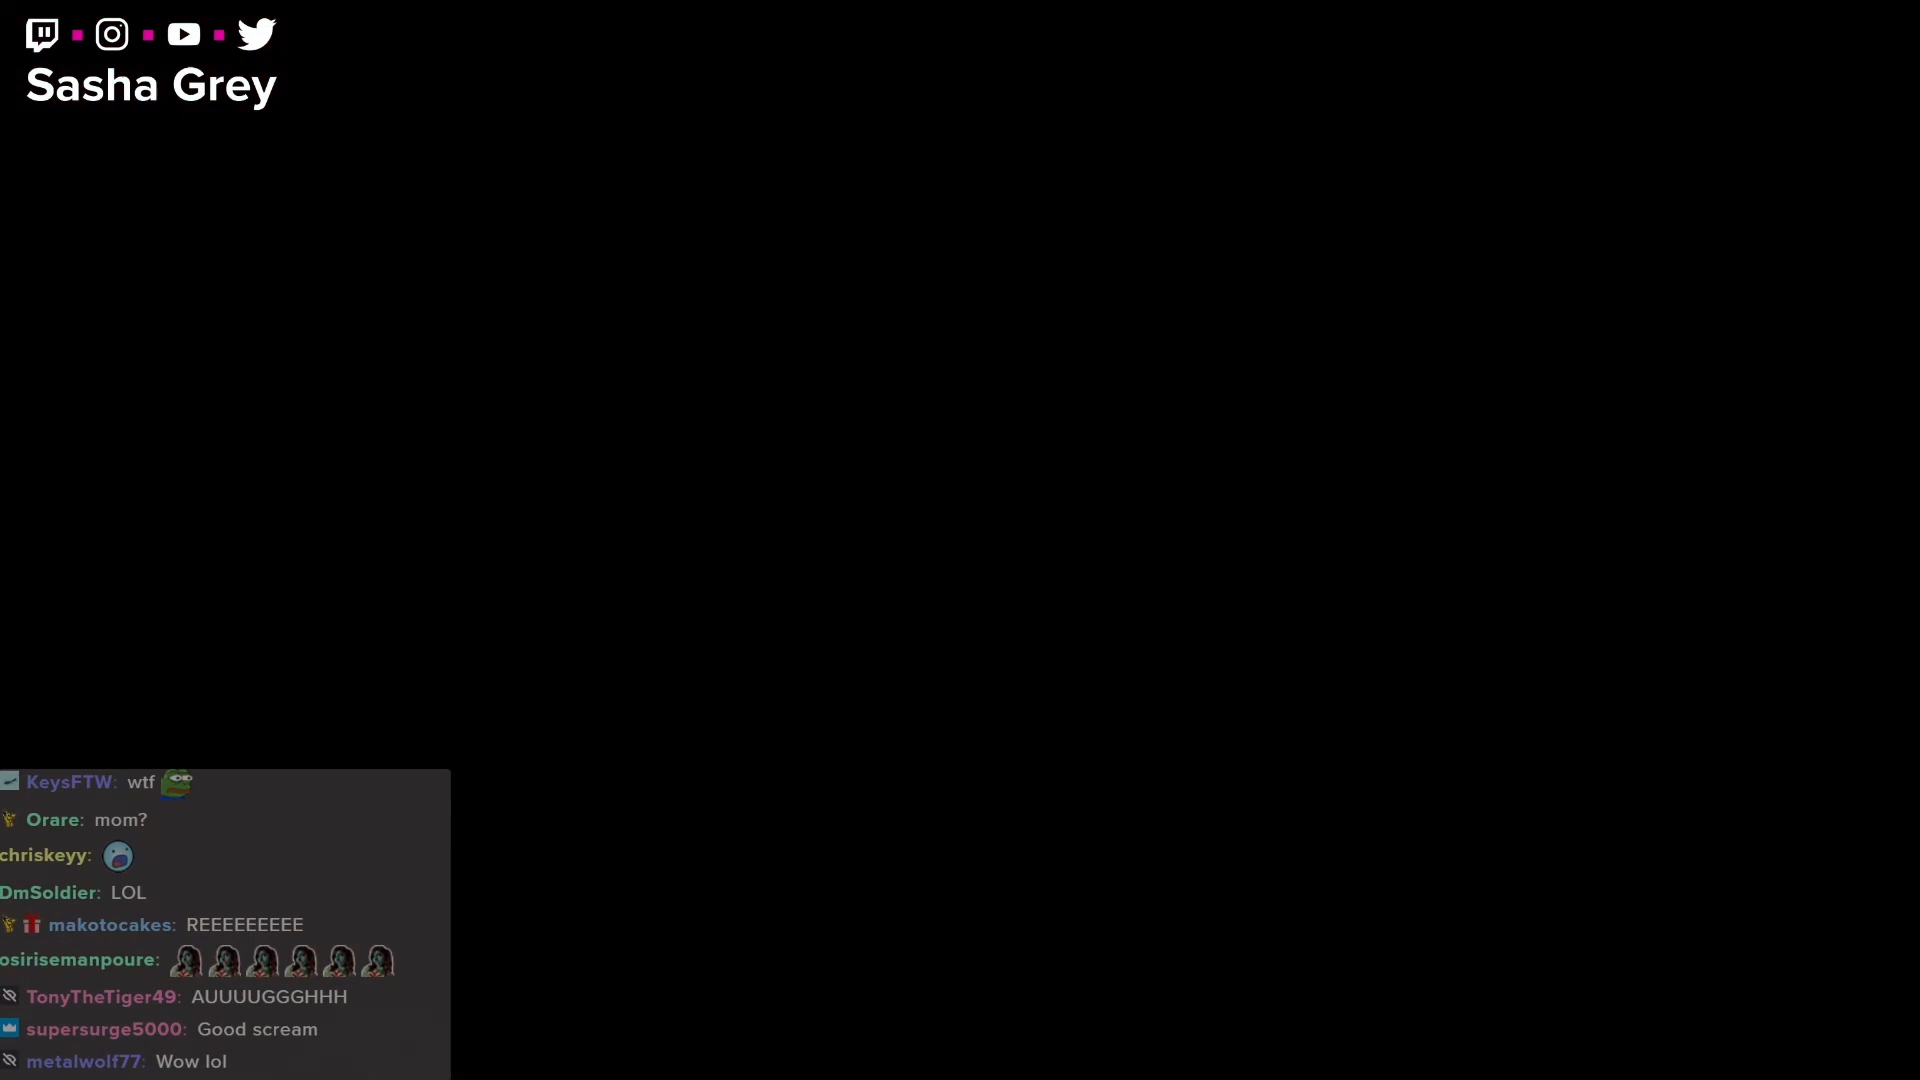 Sasha Grey
KeysFTW: wtf
Orare: mom?
chriskeyy:
DmSoldier: LOL
makotocakes: REEEEEEEEE
osirisemanpoure:
TonyTheTiger49: AUUUUGGGHHH
supersurge5000: Good scream
metalwolf77: Wow lol